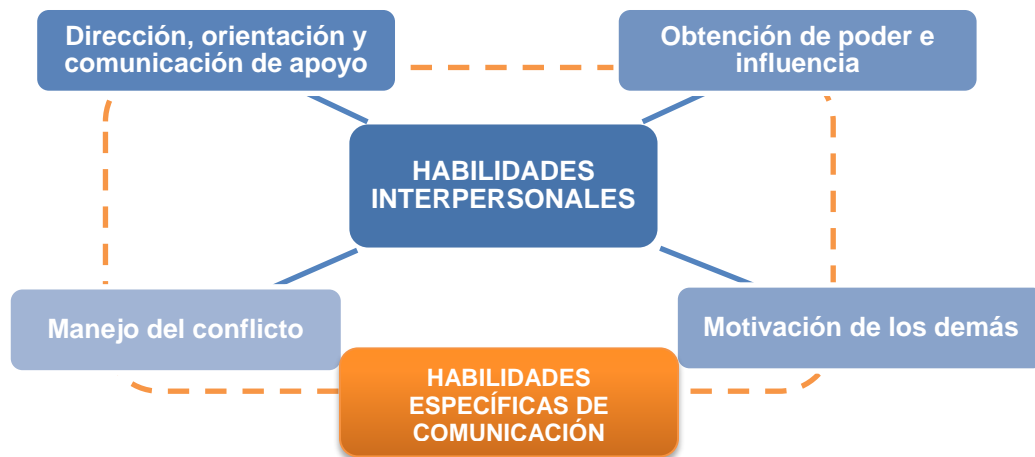 Dirección, orientación y
comunicación de apoyo
Obtención de poder e
influencia
HABILIDADES
INTERPERSONALES
Manejo del conflicto
Motivación de los demás
HABILIDADES
ESPECÍFICAS DE
COMUNICACIÓN